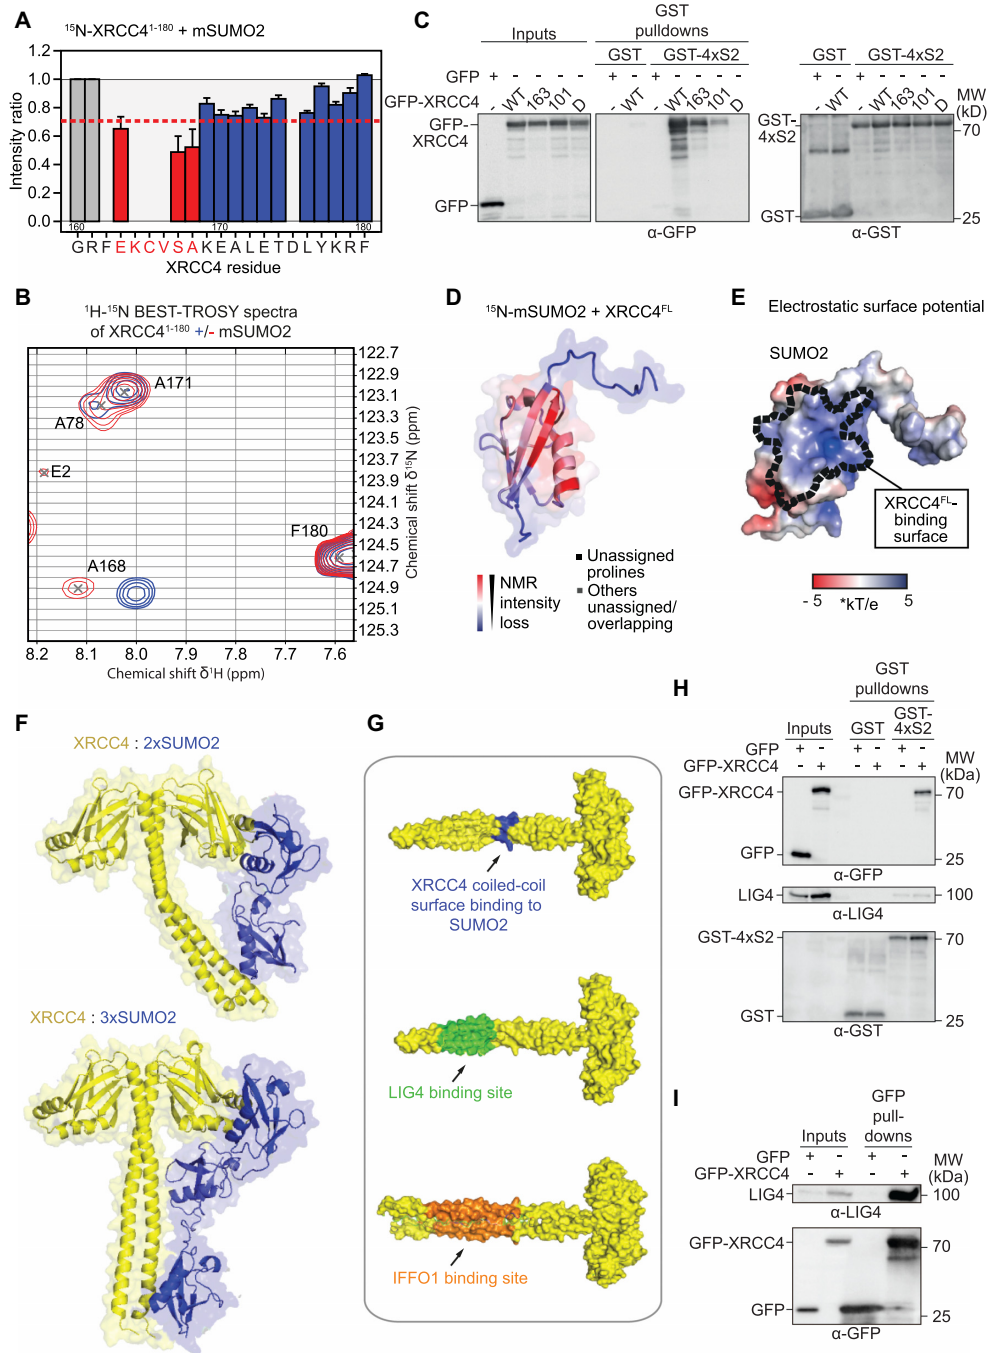 A
¹⁵N-XRCC4¹⁻¹⁸⁰ + mSUMO2
Intensity ratio
1.2
1.0
0.8
0.6
0.4
0.2
0.0
160 170 180
G R F E K C V S A K E A L E T D L Y K R F
XRCC4 residue
B
¹H-¹⁵N BEST-TROSY spectra
of XRCC4¹⁻¹⁸⁰ +/- mSUMO2
A171
A78
E2
F180
A168
122.7
122.9
123.1
123.3
123.5
123.7
123.9
124.1
124.3
124.5
124.7
124.9
125.1
125.3
Chemical shift δ¹⁵N (ppm)
8.2 8.1 8.0 7.9 7.8 7.7 7.6
Chemical shift δ¹H (ppm)
C
GST
pulldowns
Inputs GST GST-4xS2 GST GST-4xS2
GFP + - - - - + - + - - - - + - + - - - -
GFP-XRCC4 - WT 163 101 D - WT - WT 163 101 D - WT - WT 163 101 D
MW
(kD)
GFP-
XRCC4
GFP
α-GFP
GST-
4xS2
GST
70
25
α-GST
D
¹⁵N-mSUMO2 + XRCC4ᶠᴸ
NMR
intensity
loss
Unassigned
prolines
Others
unassigned/
overlapping
E
Electrostatic surface potential
SUMO2
XRCC4ᶠᴸ-
binding
surface
- 5 *kT/e 5
F
XRCC4 : 2xSUMO2
XRCC4 : 3xSUMO2
G
XRCC4 coiled-coil
surface binding to
SUMO2
LIG4 binding site
IFFO1 binding site
H
GST
pulldowns
Inputs GST GST-
4xS2
GFP + - + - + -
GFP-XRCC4 - + - + - +
MW
(kDa)
GFP-XRCC4
70
GFP
25
α-GFP
LIG4
100
α-LIG4
GST-4xS2
70
GST
25
α-GST
I
GFP
pull-
downs
Inputs
GFP + - + -
GFP-XRCC4 - + - +
MW
(kDa)
LIG4
100
α-LIG4
GFP-XRCC4
70
GFP
25
α-GFP